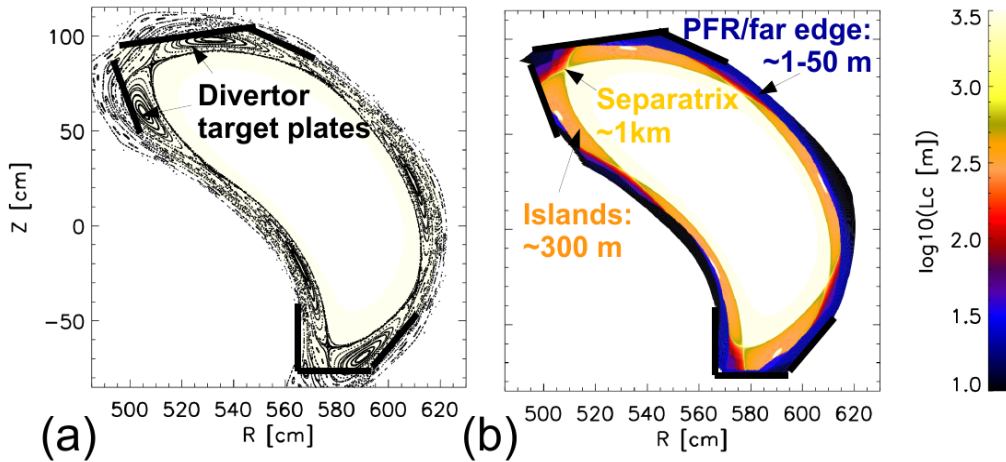 100
50
0
−50
Z [cm]
Divertor
target plates
500 520 540 560 580 600 620
R [cm]
(a)
PFR/far edge:
~1-50 m
Separatrix
~1km
Islands:
~300 m
500 520 540 560 580 600 620
R [cm]
(b)
3.5
3.0
2.5
2.0
1.5
1.0
log10(Lc [m]